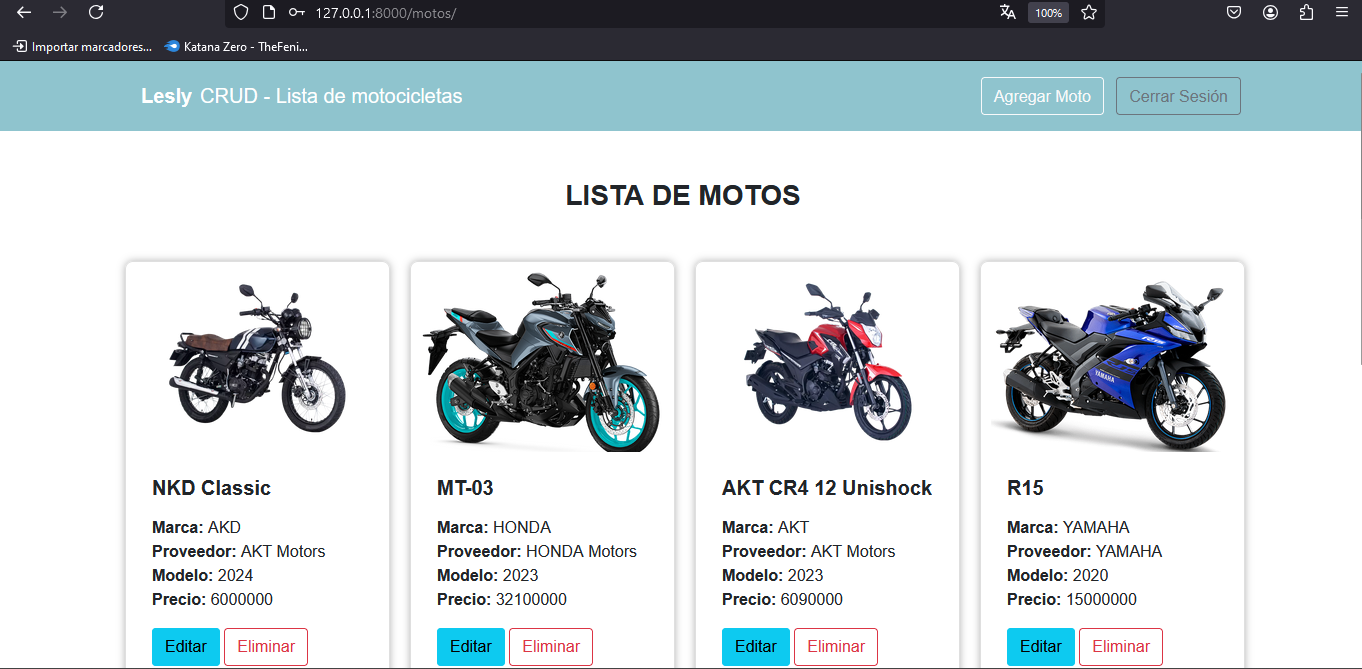 127.0.0.1:8000/motos/
100%
Importar marcadores...
Katana Zero - TheFeni...
Lesly CRUD - Lista de motocicletas
Agregar Moto
Cerrar Sesión
LISTA DE MOTOS
NKD Classic
Marca: AKD
Proveedor: AKT Motors
Modelo: 2024
Precio: 6000000
Editar
Eliminar
MT-03
Marca: HONDA
Proveedor: HONDA Motors
Modelo: 2023
Precio: 32100000
Editar
Eliminar
AKT CR4 12 Unishock
Marca: AKT
Proveedor: AKT Motors
Modelo: 2023
Precio: 6090000
Editar
Eliminar
YAMAHA
R15
Marca: YAMAHA
Proveedor: YAMAHA
Modelo: 2020
Precio: 15000000
Editar
Eliminar